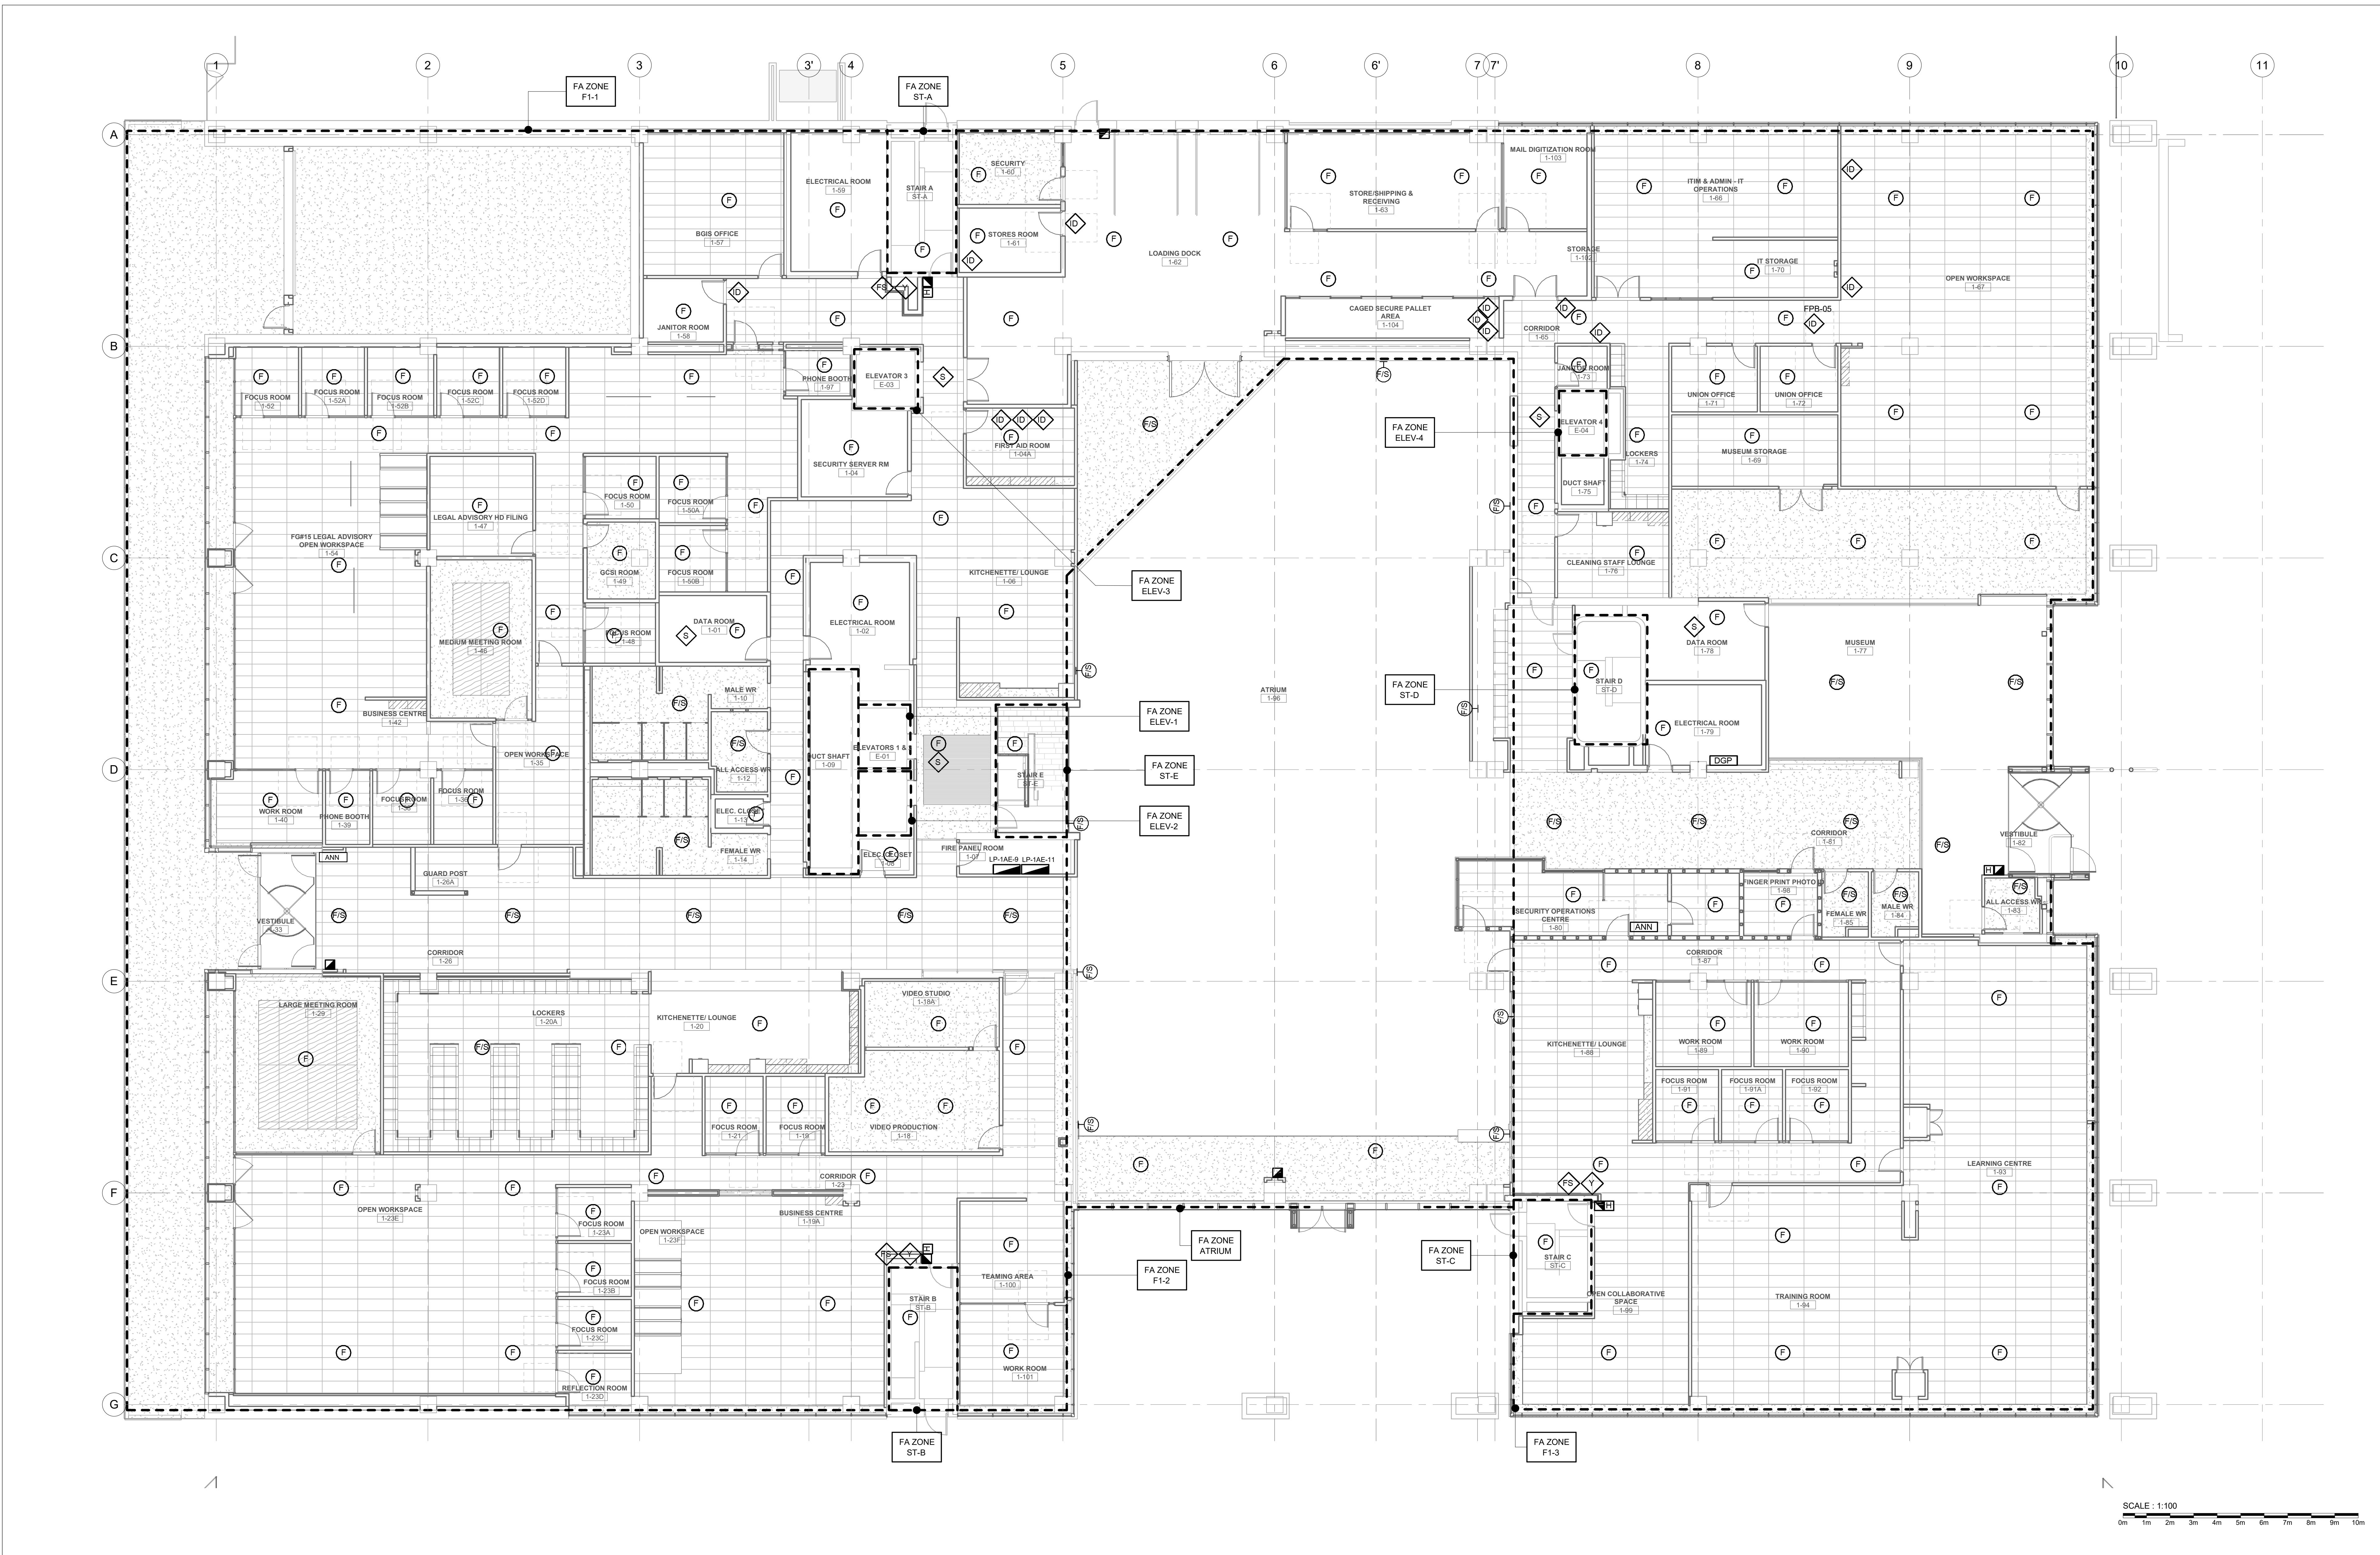 1
2
3
3'
4
5
6
6'
7
7'
8
9
10
11
A
B
C
D
E
F
G
FA ZONE
F1-1
FA ZONE
ST-A
ELECTRICAL ROOM
1-59
STAIR A
ST-A
SECURITY
1-60
STORES ROOM
1-61
BGIS OFFICE
1-57
JANITOR ROOM
1-58
LOADING DOCK
1-62
STORE/SHIPPING &
RECEIVING
1-63
MAIL DIGITIZATION ROOM
1-103
STORAGE
1-102
ITIM & ADMIN - IT
OPERATIONS
1-66
IT STORAGE
1-70
OPEN WORKSPACE
1-67
FPB-05
CAGED SECURE PALLET
AREA
1-104
CORRIDOR
1-65
FOCUS ROOM
1-52
FOCUS ROOM
1-52A
FOCUS ROOM
1-52B
FOCUS ROOM
1-52C
FOCUS ROOM
1-52D
PHONE BOOTH
1-97
ELEVATOR 3
E-03
SECURITY SERVER RM
1-04
FIRST AID ROOM
1-04A
JANITOR ROOM
1-73
UNION OFFICE
1-71
UNION OFFICE
1-72
FA ZONE
ELEV-4
ELEVATOR 4
E-04
LOCKERS
1-74
MUSEUM STORAGE
1-69
DUCT SHAFT
1-75
FG#15 LEGAL ADVISORY
OPEN WORKSPACE
1-54
LEGAL ADVISORY HD FILING
1-47
FOCUS ROOM
1-50
FOCUS ROOM
1-50A
GCSI ROOM
1-49
FOCUS ROOM
1-50B
KITCHENETTE/ LOUNGE
1-06
CLEANING STAFF LOUNGE
1-76
FA ZONE
ELEV-3
ELECTRICAL ROOM
1-02
DATA ROOM
1-01
FOCUS ROOM
1-48
MEDIUM MEETING ROOM
1-46
DATA ROOM
1-78
MUSEUM
1-77
MALE WR
1-10
ATRIUM
1-96
FA ZONE
ST-D
STAIR D
ST-D
BUSINESS CENTRE
1-42
FA ZONE
ELEV-1
ELECTRICAL ROOM
1-79
OPEN WORKSPACE
1-35
ALL ACCESS WR
1-12
DUCT SHAFT
1-09
ELEVATORS 1 &
E-01
STAIR E
ST-E
FA ZONE
ST-E
DGP
WORK ROOM
1-40
PHONE BOOTH
1-39
FOCUS ROOM
FOCUS ROOM
ELEC. CLOSET
1-13
FA ZONE
ELEV-2
CORRIDOR
1-81
VESTIBULE
1-82
FEMALE WR
1-14
ELEC. CLOSET
1-08
FIRE PANEL ROOM
1-07
LP-1AE-9
LP-1AE-11
ANN
GUARD POST
1-26A
VESTIBULE
1-33
CORRIDOR
1-26
SECURITY OPERATIONS
CENTRE
1-80
ANN
1-98
FEMALE WR
1-85
MALE WR
1-84
ALL ACCESS WR
1-83
CORRIDOR
1-87
LARGE MEETING ROOM
1-29
LOCKERS
1-20A
KITCHENETTE/ LOUNGE
1-20
VIDEO STUDIO
1-18A
KITCHENETTE/ LOUNGE
1-88
WORK ROOM
1-89
WORK ROOM
1-90
FOCUS ROOM
1-91
FOCUS ROOM
1-91A
FOCUS ROOM
1-92
FOCUS ROOM
1-21
FOCUS ROOM
1-19
VIDEO PRODUCTION
1-18
CORRIDOR
1-23
LEARNING CENTRE
1-93
OPEN WORKSPACE
1-23E
FOCUS ROOM
1-23A
OPEN WORKSPACE
1-23F
BUSINESS CENTRE
1-19A
FA ZONE
ATRIUM
FA ZONE
F1-2
FA ZONE
ST-C
STAIR C
ST-C
FOCUS ROOM
1-23B
TEAMING AREA
1-100
STAIR B
ST-B
OPEN COLLABORATIVE
SPACE
1-99
TRAINING ROOM
1-94
FOCUS ROOM
1-23C
REFLECTION ROOM
1-23D
WORK ROOM
1-101
FA ZONE
ST-B
FA ZONE
F1-3
SCALE : 1:100
0m 1m 2m 3m 4m 5m 6m 7m 8m 9m 10m